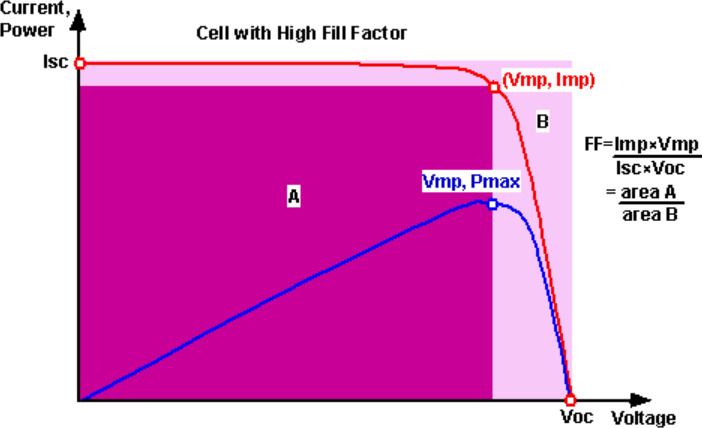 Current,
Power
Cell with High Fill Factor
Isc
(Vmp, Imp)
B
FF=Imp×Vmp
Isc×Voc
= area A
area B
Vmp, Pmax
A
Voc
Voltage